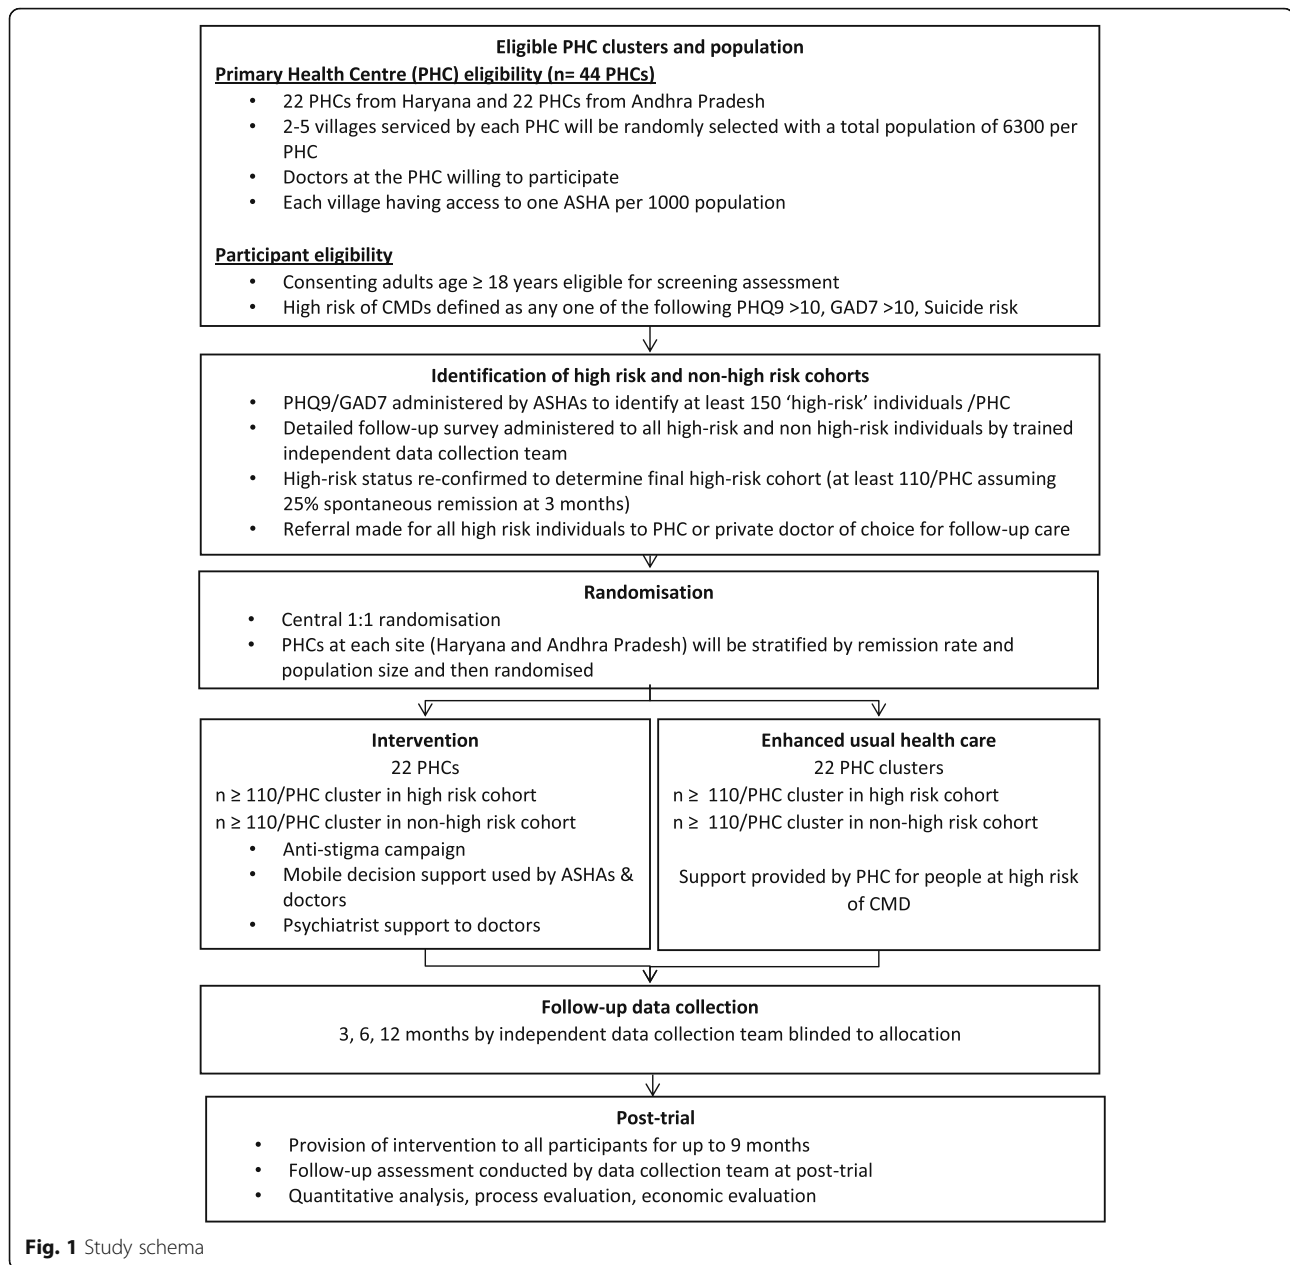 Eligible PHC clusters and population
Primary Health Centre (PHC) eligibility (n= 44 PHCs)
• 22 PHCs from Haryana and 22 PHCs from Andhra Pradesh
• 2-5 villages serviced by each PHC will be randomly selected with a total population of 6300 per
PHC
• Doctors at the PHC willing to participate
• Each village having access to one ASHA per 1000 population
Participant eligibility
• Consenting adults age ≥ 18 years eligible for screening assessment
• High risk of CMDs defined as any one of the following PHQ9 >10, GAD7 >10, Suicide risk
Identification of high risk and non-high risk cohorts
• PHQ9/GAD7 administered by ASHAs to identify at least 150 ‘high-risk’ individuals /PHC
• Detailed follow-up survey administered to all high-risk and non high-risk individuals by trained
independent data collection team
• High-risk status re-confirmed to determine final high-risk cohort (at least 110/PHC assuming
25% spontaneous remission at 3 months)
• Referral made for all high risk individuals to PHC or private doctor of choice for follow-up care
Randomisation
• Central 1:1 randomisation
• PHCs at each site (Haryana and Andhra Pradesh) will be stratified by remission rate and
population size and then randomised
Intervention
22 PHCs
n ≥ 110/PHC cluster in high risk cohort
n ≥ 110/PHC cluster in non-high risk cohort
• Anti-stigma campaign
• Mobile decision support used by ASHAs &
doctors
• Psychiatrist support to doctors
Enhanced usual health care
22 PHC clusters
n ≥ 110/PHC cluster in high risk cohort
n ≥ 110/PHC cluster in non-high risk cohort
Support provided by PHC for people at high risk
of CMD
Follow-up data collection
3, 6, 12 months by independent data collection team blinded to allocation
Post-trial
• Provision of intervention to all participants for up to 9 months
• Follow-up assessment conducted by data collection team at post-trial
• Quantitative analysis, process evaluation, economic evaluation
Fig. 1 Study schema